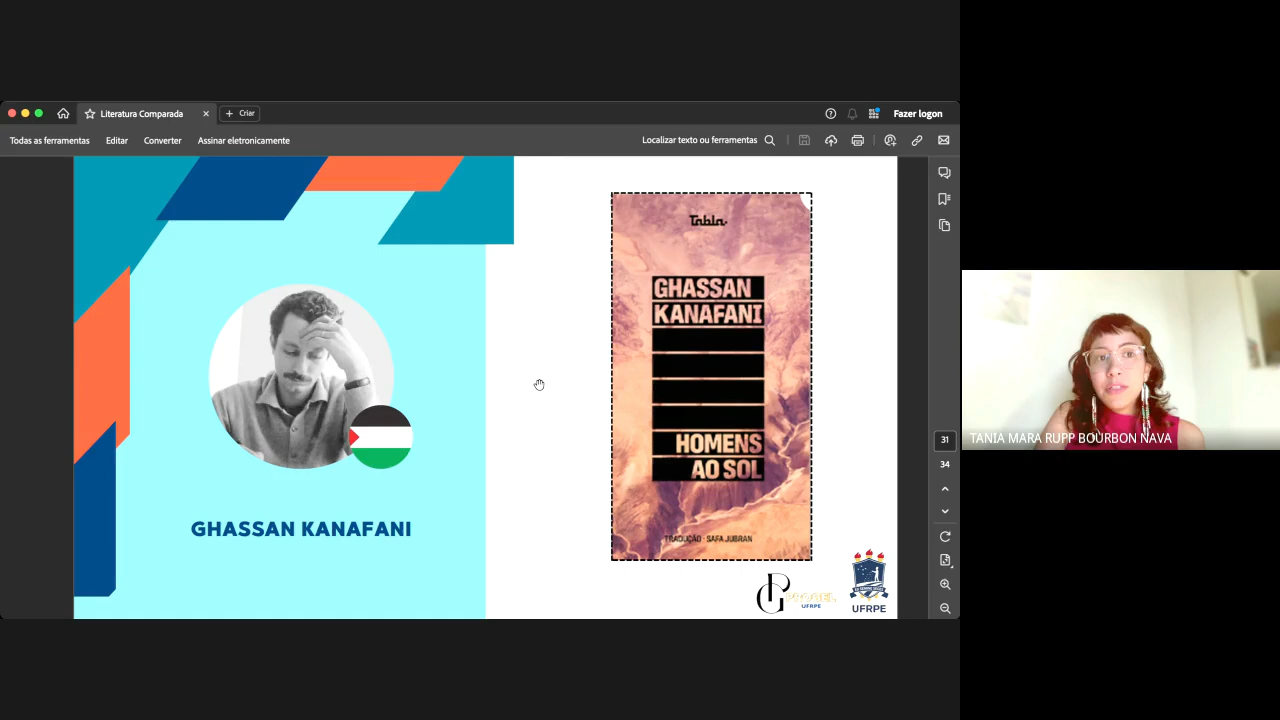 Literatura Comparada
Criar
Fazer logon
Todas as ferramentas
Editar
Converter
Assinar eletronicamente
Localizar texto ou ferramentas
Tabla.
GHASSAN
KANAFANI
HOMENS
AO SOL
TRADUÇÃO · SAFA JUBRAN
GHASSAN KANAFANI
UFRPE
UFRPE
31
34
TANIA MARA RUPP BOURBON NAVA